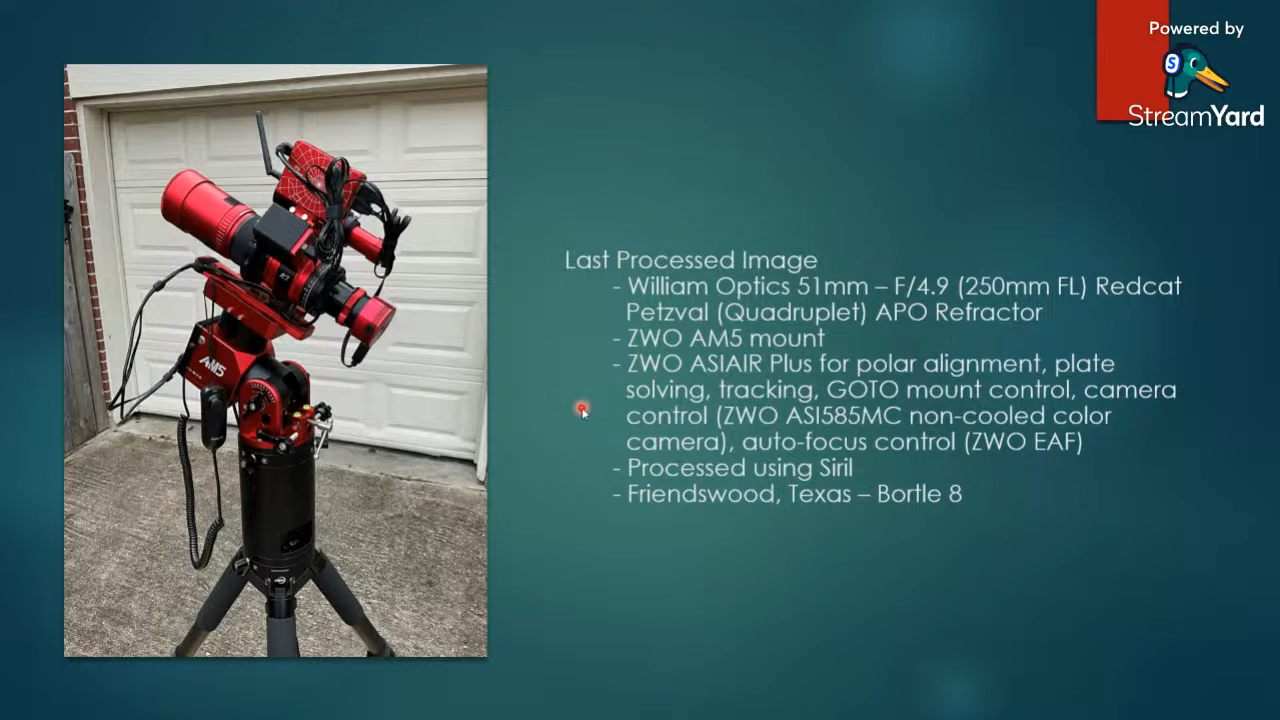 Powered by
StreamYard
Last Processed Image
- William Optics 51mm – F/4.9 (250mm FL) Redcat
Petzval (Quadruplet) APO Refractor
- ZWO AM5 mount
- ZWO ASIAIR Plus for polar alignment, plate
solving, tracking, GOTO mount control, camera
control (ZWO ASI585MC non-cooled color
camera), auto-focus control (ZWO EAF)
- Processed using Siril
- Friendswood, Texas – Bortle 8
AM5